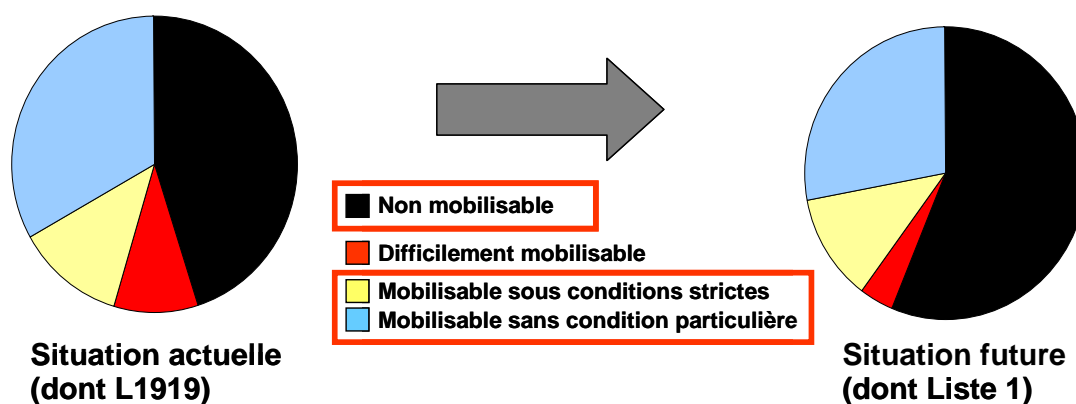 Non mobilisable
Difficilement mobilisable
Mobilisable sous conditions strictes
Mobilisable sans condition particulière
Situation actuelle
(dont L1919)
Situation future
(dont Liste 1)